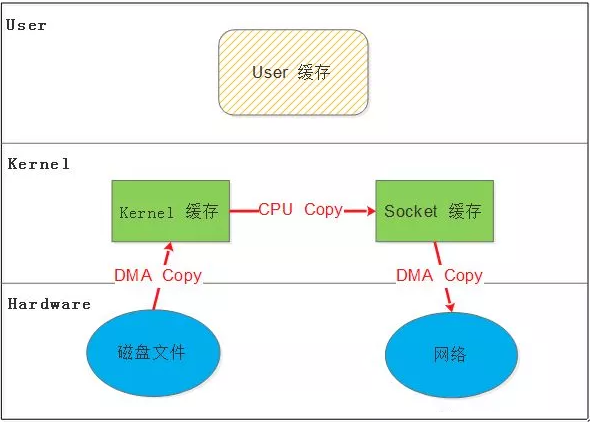 User
User 缓存
Kernel
Kernel 缓存
CPU Copy
Socket 缓存
DMA Copy
DMA Copy
Hardware
磁盘文件
网络